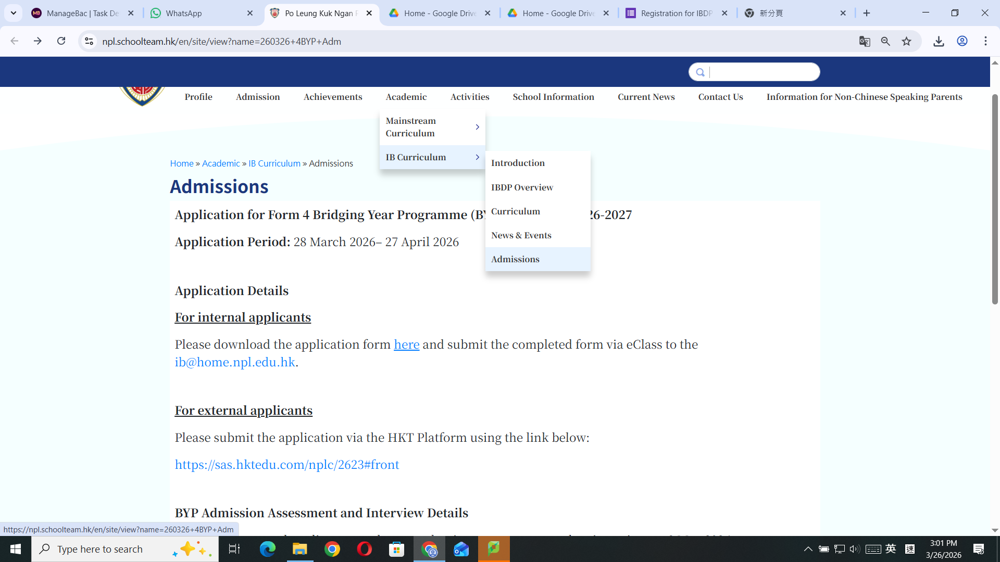 ManageBac | Task De
WhatsApp
Po Leung Kuk Ngan P
Home - Google Drive
Home - Google Drive
Registration for IBDP
新分頁
npl.schoolteam.hk/en/site/view?name=260326+4BYP+Adm
Profile
Admission
Achievements
Academic
Activities
School Information
Current News
Contact Us
Information for Non-Chinese Speaking Parents
Mainstream
Curriculum
IB Curriculum
Introduction
IBDP Overview
Curriculum
News & Events
Admissions
Home » Academic » IB Curriculum » Admissions
Admissions
Application for Form 4 Bridging Year Programme (BY 26-2027
Application Period: 28 March 2026– 27 April 2026
Application Details
For internal applicants
Please download the application form here and submit the completed form via eClass to the
ib@home.npl.edu.hk.
For external applicants
Please submit the application via the HKT Platform using the link below:
https://sas.hktedu.com/nplc/2623#front
BYP Admission Assessment and Interview Details
https://npl.schoolteam.hk/en/site/view?name=260326+4BYP+Adm
Type here to search
英
速
3:01 PM
3/26/2026